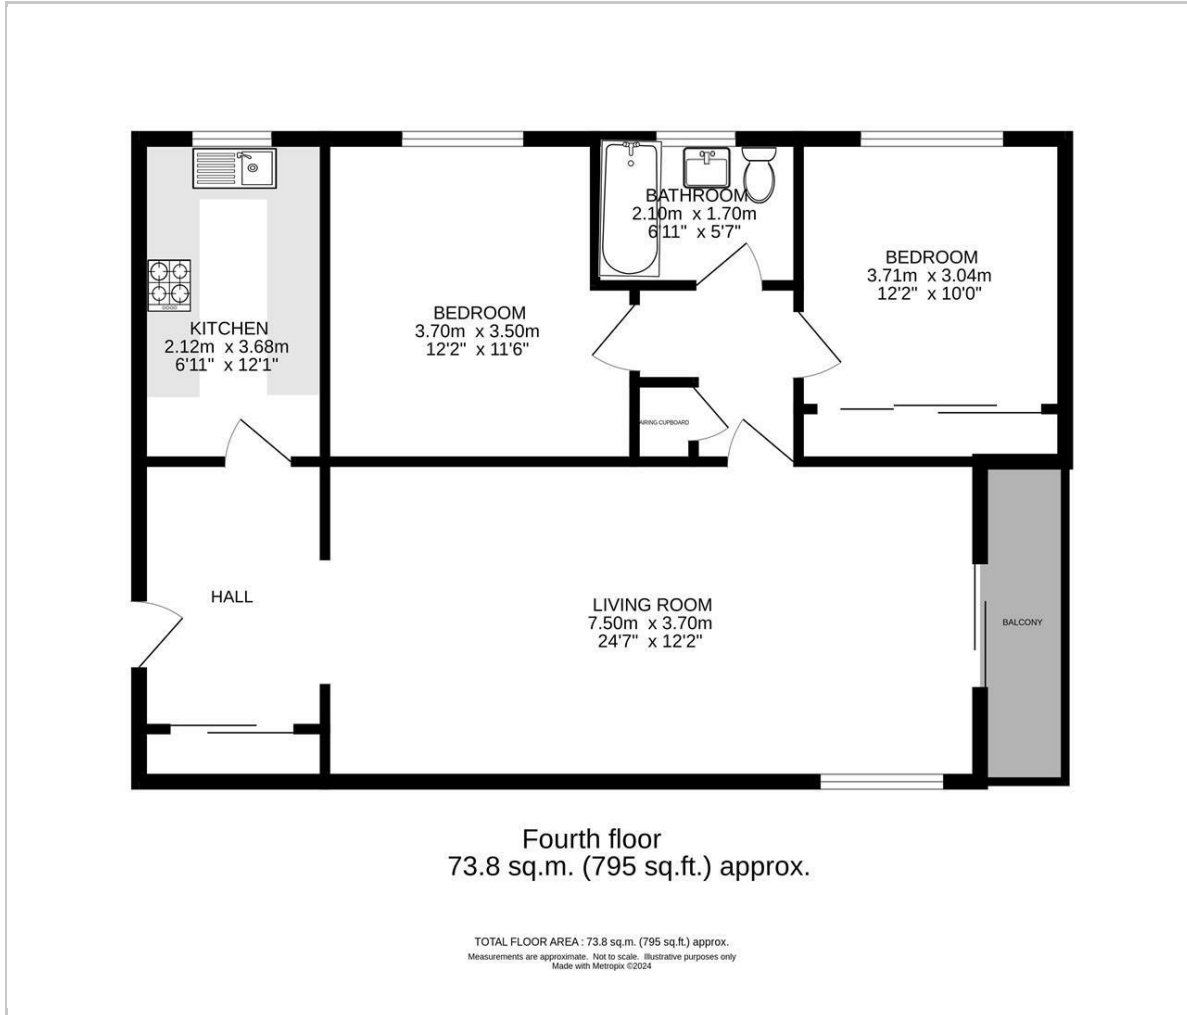 BATHROOM
2.10m x 1.70m
6'11" x 5'7"
BEDROOM
3.71m x 3.04m
12'2" x 10'0"
BEDROOM
3.70m x 3.50m
12'2" x 11'6"
KITCHEN
2.12m x 3.68m
6'11" x 12'1"
AIRING CUPBOARD
HALL
LIVING ROOM
7.50m x 3.70m
24'7" x 12'2"
BALCONY
Fourth floor
73.8 sq.m. (795 sq.ft.) approx.
TOTAL FLOOR AREA : 73.8 sq.m. (795 sq.ft.) approx.
Measurements are approximate. Not to scale. Illustrative purposes only
Made with Metropix ©2024